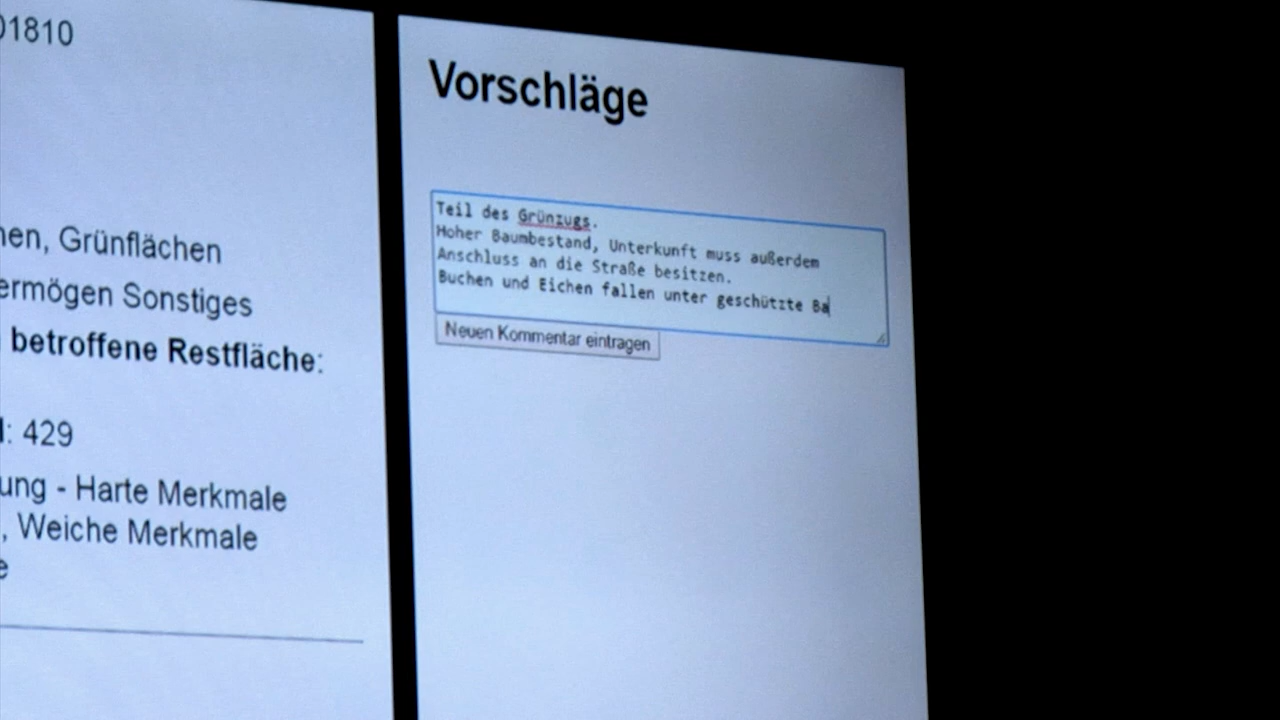 01810
hen, Grünflächen
ermögen Sonstiges
betroffene Restfläche:
: 429
ung - Harte Merkmale
, Weiche Merkmale
e
Vorschläge
Teil des Grünzugs.
Hoher Baumbestand, Unterkunft muss außerdem
Anschluss an die Straße besitzen.
Buchen und Eichen fallen unter geschützte Ba
Neuen Kommentar eintragen